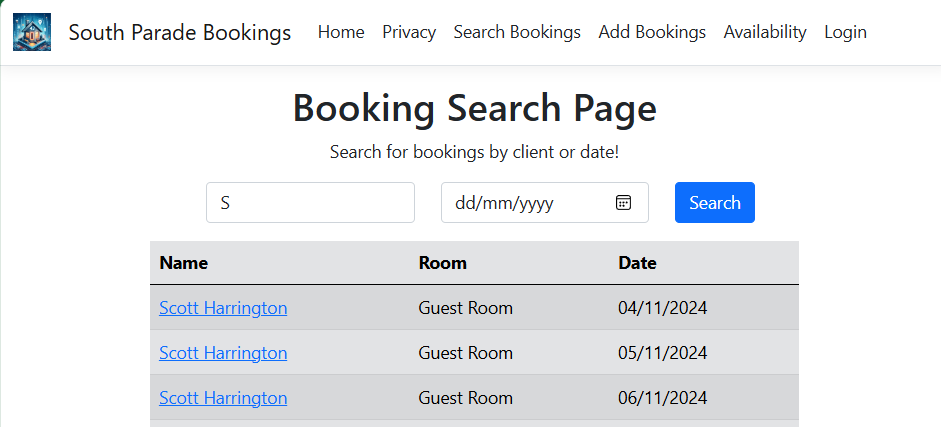 South Parade Bookings Home Privacy Search Bookings Add Bookings Availability Login
Booking Search Page
Search for bookings by client or date!
S dd/mm/yyyy Search
Name Room Date
Scott Harrington Guest Room 04/11/2024
Scott Harrington Guest Room 05/11/2024
Scott Harrington Guest Room 06/11/2024